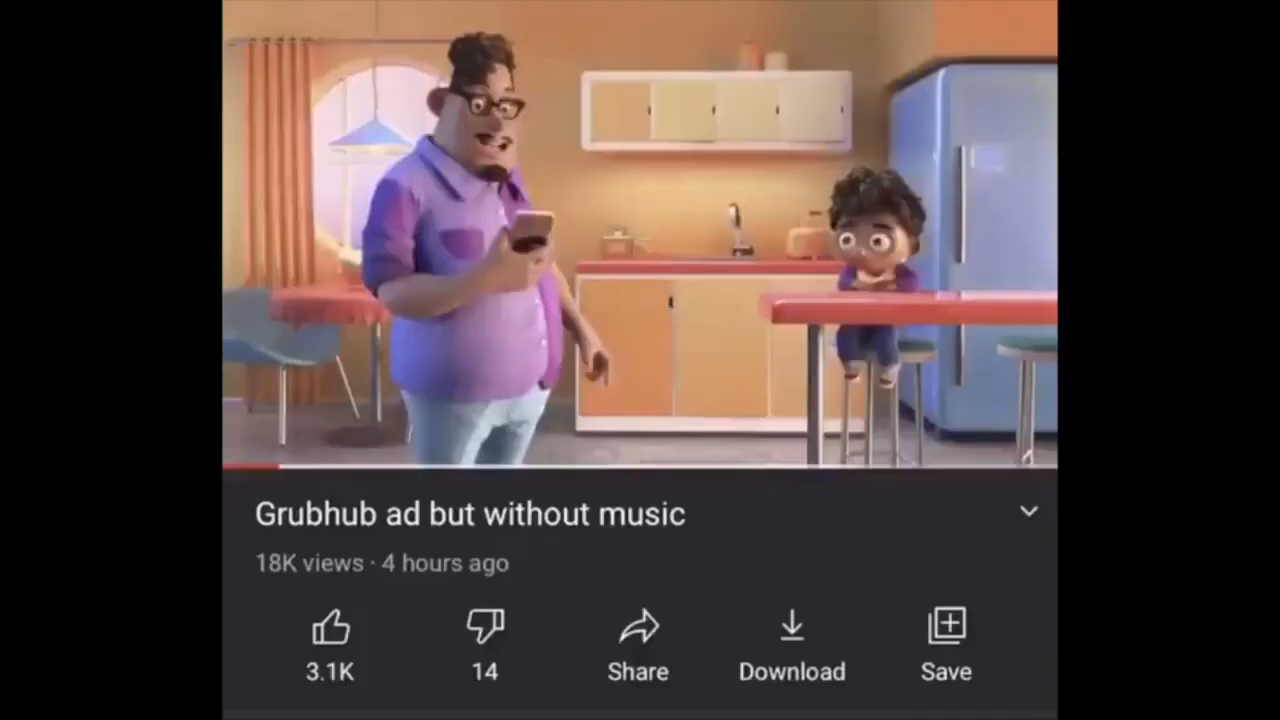 Grubhub ad but without music
18K views · 4 hours ago
3.1K
14
Share
Download
Save